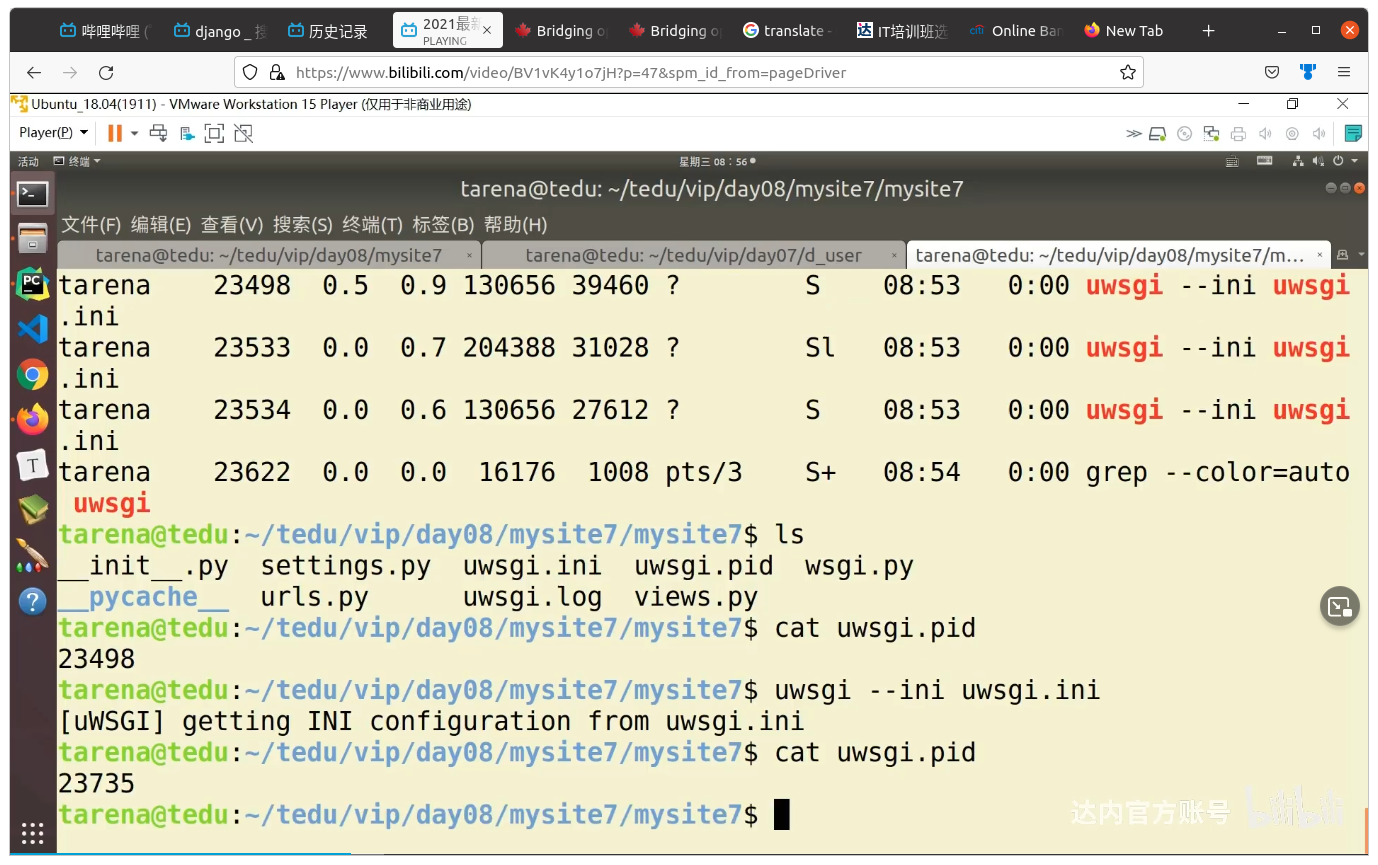 哔哩哔哩 (
django _ 搜
历史记录
2021最新
PLAYING
Bridging o
Bridging o
translate -
IT培训班选
Online Ban
New Tab
https://www.bilibili.com/video/BV1vK4y1o7jH?p=47&spm_id_from=pageDriver
Ubuntu_18.04(1911) - VMware Workstation 15 Player (仅用于非商业用途)
Player(P)
活动 终端 星期三 08：56
tarena@tedu: ~/tedu/vip/day08/mysite7/mysite7
文件(F) 编辑(E) 查看(V) 搜索(S) 终端(T) 标签(B) 帮助(H)
tarena@tedu: ~/tedu/vip/day08/mysite7
tarena@tedu: ~/tedu/vip/day07/d_user
tarena@tedu: ~/tedu/vip/day08/mysite7/m...
tarena 23498 0.5 0.9 130656 39460 ? S 08:53 0:00 uwsgi --ini uwsgi
.ini
tarena 23533 0.0 0.7 204388 31028 ? Sl 08:53 0:00 uwsgi --ini uwsgi
.ini
tarena 23534 0.0 0.6 130656 27612 ? S 08:53 0:00 uwsgi --ini uwsgi
.ini
tarena 23622 0.0 0.0 16176 1008 pts/3 S+ 08:54 0:00 grep --color=auto
uwsgi
tarena@tedu:~/tedu/vip/day08/mysite7/mysite7$ ls
__init__.py settings.py uwsgi.ini uwsgi.pid wsgi.py
__pycache__ urls.py uwsgi.log views.py
tarena@tedu:~/tedu/vip/day08/mysite7/mysite7$ cat uwsgi.pid
23498
tarena@tedu:~/tedu/vip/day08/mysite7/mysite7$ uwsgi --ini uwsgi.ini
[uWSGI] getting INI configuration from uwsgi.ini
tarena@tedu:~/tedu/vip/day08/mysite7/mysite7$ cat uwsgi.pid
23735
tarena@tedu:~/tedu/vip/day08/mysite7/mysite7$
达内官方账号 bilibili